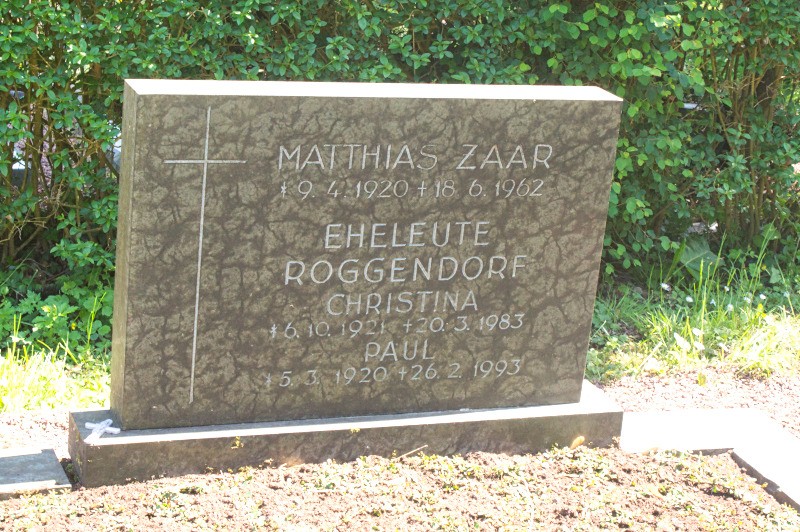 MATTHIAS ZAAR
* 9. 4. 1920 + 18. 6. 1962
EHELEUTE
ROGGENDORF
CHRISTINA
* 6. 10. 1921 + 20. 3. 1983
PAUL
* 5. 3. 1920 + 26. 2. 1993